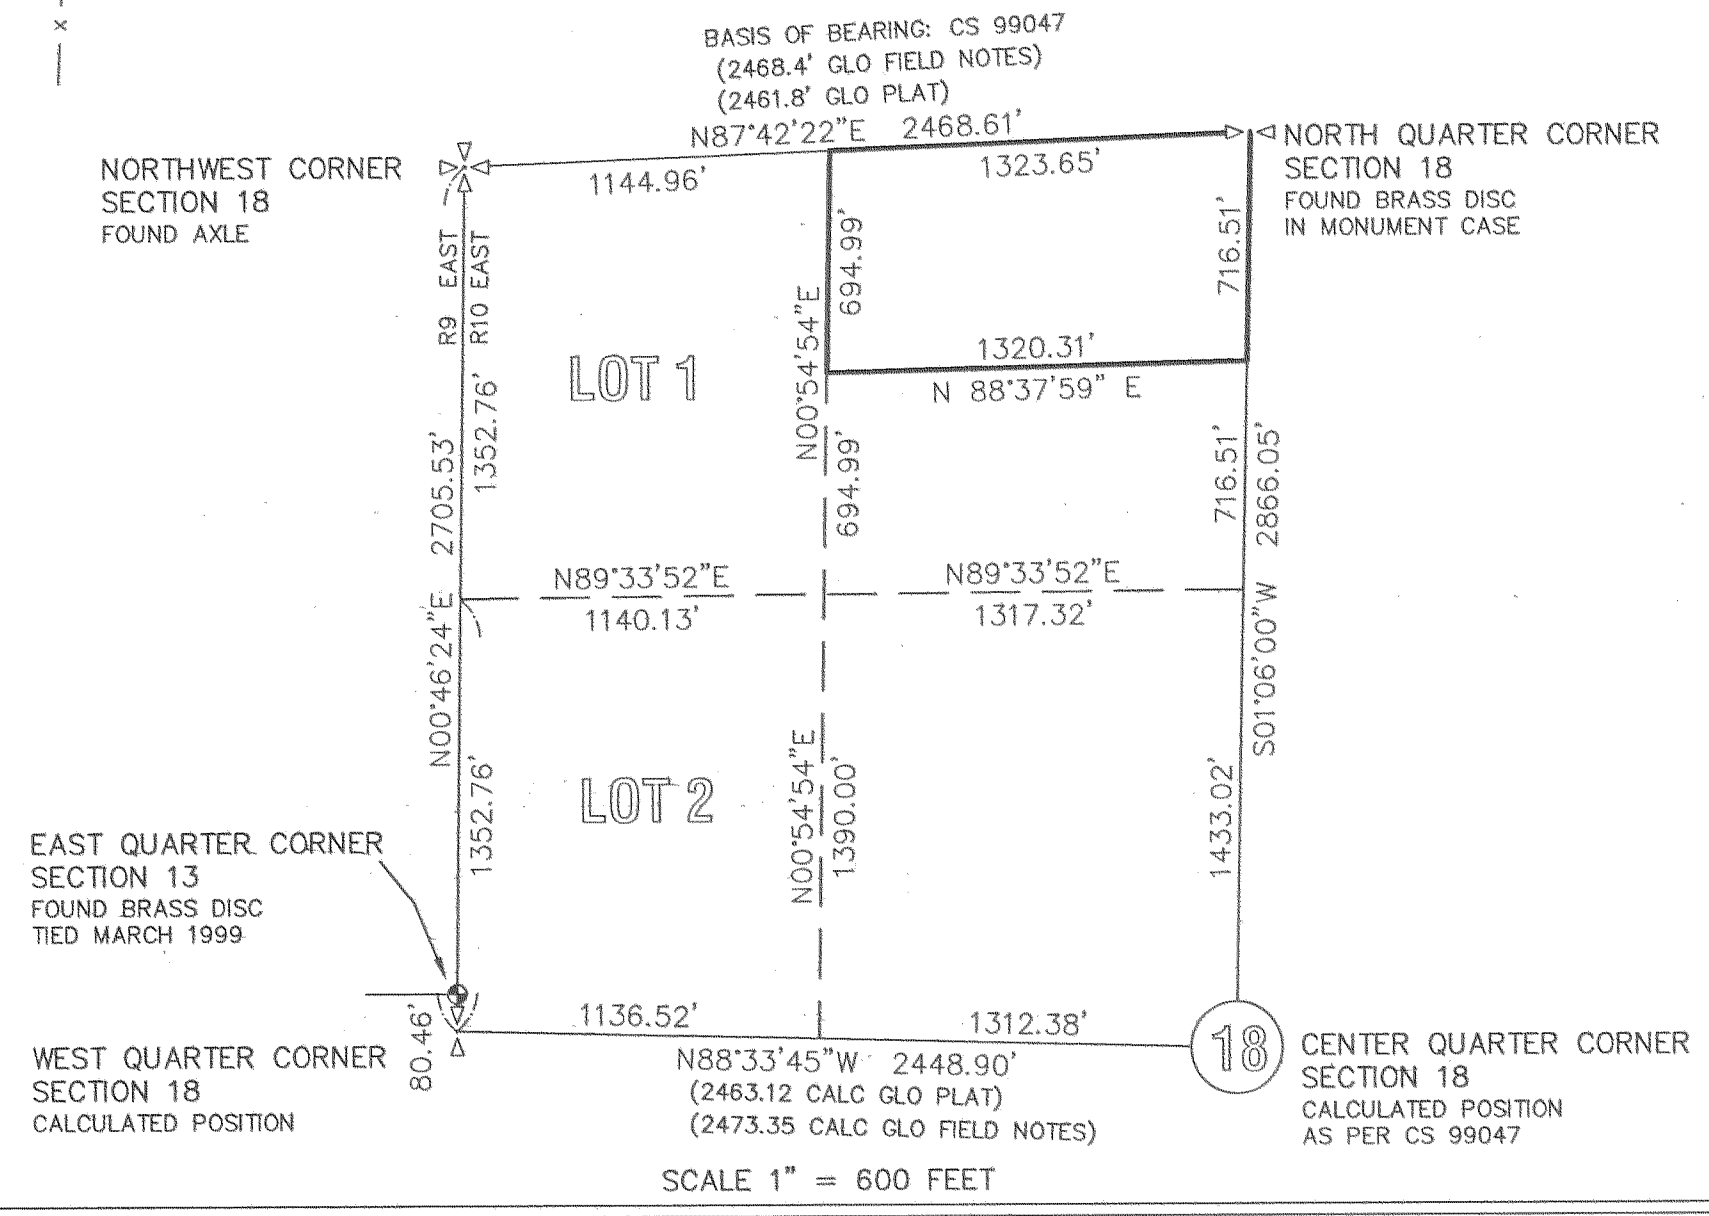 x
BASIS OF BEARING: CS 99047
(2468.4' GLO FIELD NOTES)
(2461.8' GLO PLAT)
N87°42'22"E 2468.61'
1144.96'
1323.65'
NORTHWEST CORNER
SECTION 18
FOUND AXLE
NORTH QUARTER CORNER
SECTION 18
FOUND BRASS DISC
IN MONUMENT CASE
R9 EAST
R10 EAST
694.99'
716.51'
N00°54'54"E
1320.31'
N 88°37'59" E
LOT 1
1352.76'
2705.53'
694.99'
716.51'
2866.05'
N89°33'52"E
1140.13'
N89°33'52"E
1317.32'
N00°46'24"E
S01°06'00"W
LOT 2
1352.76'
N00°54'54"E
1390.00'
1433.02'
EAST QUARTER CORNER
SECTION 13
FOUND BRASS DISC
TIED MARCH 1999
80.46'
1136.52'
1312.38'
18
WEST QUARTER CORNER
SECTION 18
CALCULATED POSITION
N88°33'45"W 2448.90'
(2463.12 CALC GLO PLAT)
(2473.35 CALC GLO FIELD NOTES)
CENTER QUARTER CORNER
SECTION 18
CALCULATED POSITION
AS PER CS 99047
SCALE 1" = 600 FEET